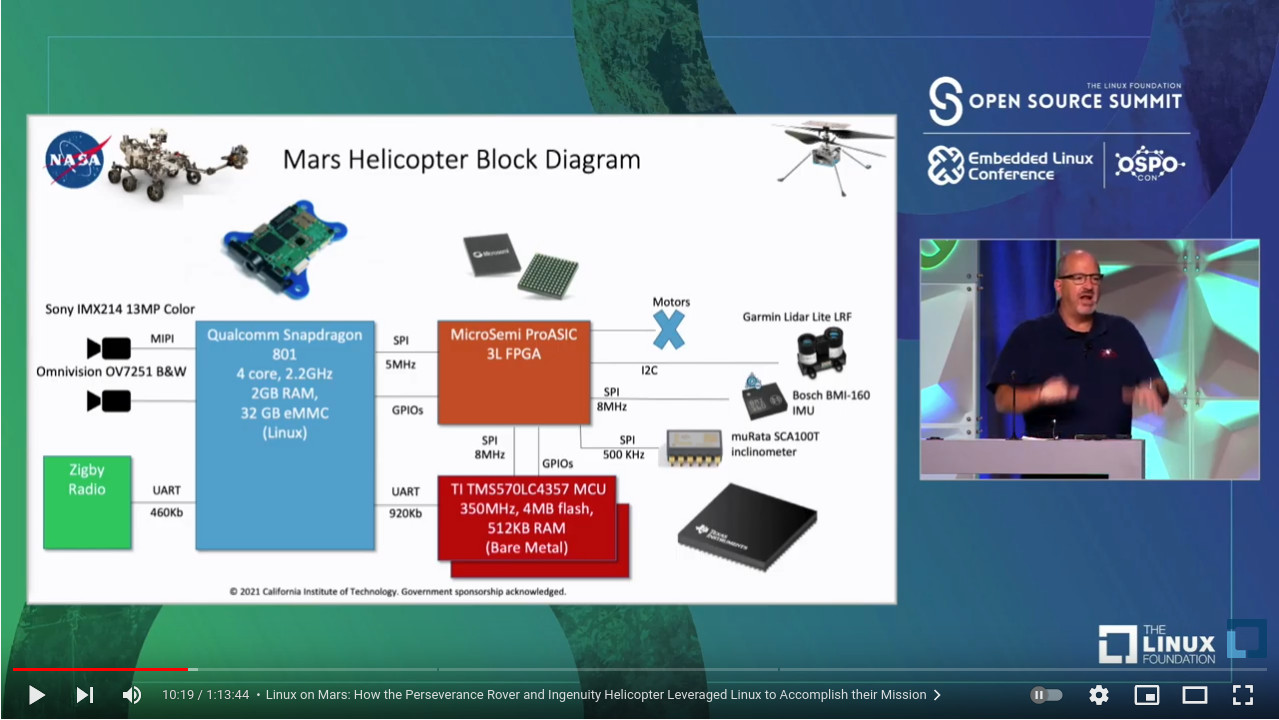 THE LINUX FOUNDATION
OPEN SOURCE SUMMIT
Embedded Linux
Conference
OSPO
CON
NASA
Mars Helicopter Block Diagram
Microsemi
Sony IMX214 13MP Color
MIPI
Omnivision OV7251 B&W
Qualcomm Snapdragon
801
4 core, 2.2GHz
2GB RAM,
32 GB eMMC
(Linux)
SPI
5MHz
GPIOs
MicroSemi ProASIC
3L FPGA
Motors
Garmin Lidar Lite LRF
I2C
SPI
8MHz
Bosch BMI-160
IMU
SPI
8MHz
GPIOs
SPI
500 KHz
muRata SCA100T
inclinometer
Zigby
Radio
UART
460Kb
UART
920Kb
TI TMS570LC4357 MCU
350MHz, 4MB flash,
512KB RAM
(Bare Metal)
TEXAS
INSTRUMENTS
© 2021 California Institute of Technology. Government sponsorship acknowledged.
THE
LINUX
FOUNDATION
10:19 / 1:13:44 • Linux on Mars: How the Perseverance Rover and Ingenuity Helicopter Leveraged Linux to Accomplish their Mission